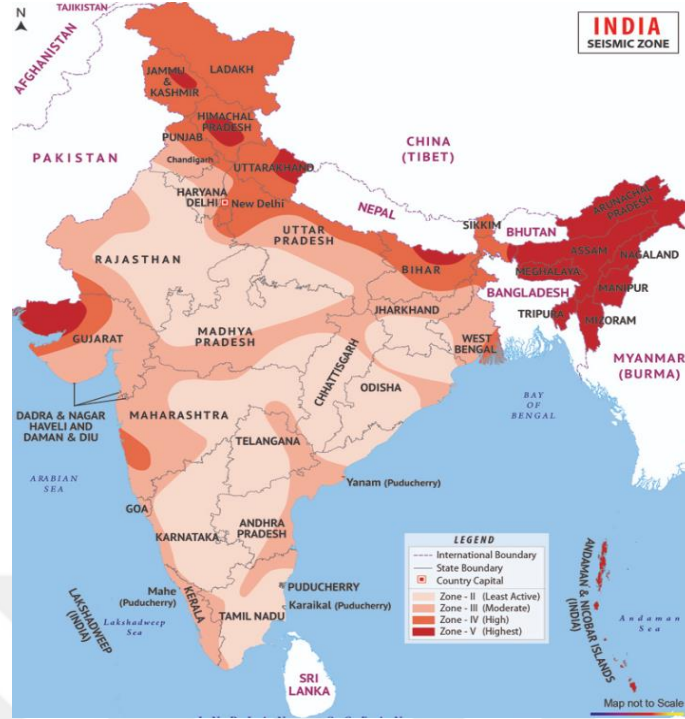 TAJIKISTAN
N
INDIA
SEISMIC ZONE
AFGHANISTAN
JAMMU
&
KASHMIR
LADAKH
HIMACHAL
PRADESH
PUNJAB
CHINA
(TIBET)
PAKISTAN
Chandigarh
UTTARAKHAND
HARYANA
DELHI
New Delhi
NEPAL
SIKKIM
BHUTAN
ARUNACHAL
PRADESH
UTTAR
PRADESH
RAJASTHAN
BIHAR
ASSAM
NAGALAND
MEGHALAYA
MANIPUR
BANGLADESH
TRIPURA
MIZORAM
JHARKHAND
GUJARAT
MADHYA
PRADESH
WEST
BENGAL
MYANMAR
(BURMA)
CHHATTISGARH
ODISHA
DADRA & NAGAR
HAVELI AND
DAMAN & DIU
MAHARASHTRA
BAY
OF
BENGAL
TELANGANA
ARABIAN
SEA
Yanam (Puducherry)
GOA
KARNATAKA
ANDHRA
PRADESH
LEGEND
International Boundary
State Boundary
Country Capital
Zone - II (Least Active)
Zone - III (Moderate)
Zone - IV (High)
Zone - V (Highest)
Mahe
(Puducherry)
PUDUCHERRY
Karaikal (Puducherry)
KERALA
TAMIL NADU
LAKSHADWEEP
(INDIA)
Lakshadweep
Sea
ANDAMAN & NICOBAR ISLANDS
(INDIA)
Andaman
Sea
SRI
LANKA
Map not to Scale